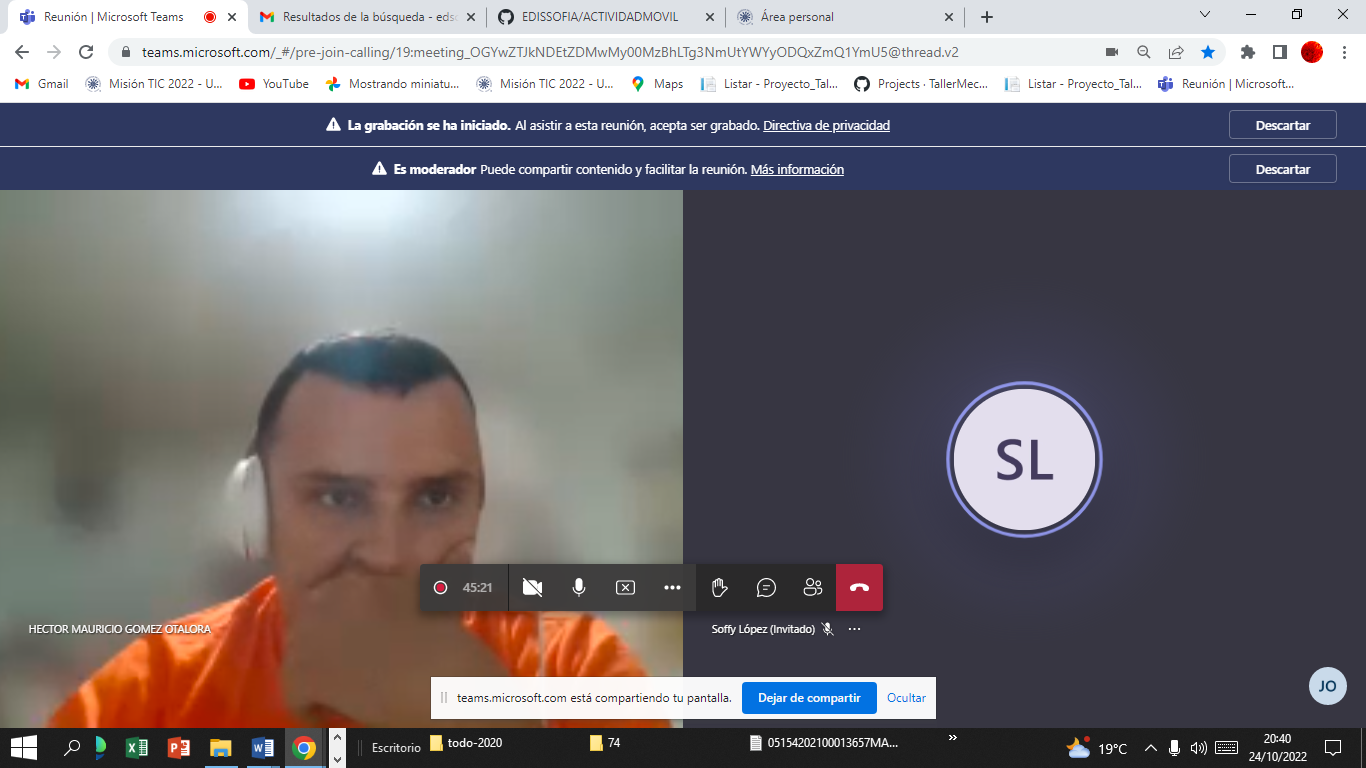 Reunión | Microsoft Teams
Resultados de la búsqueda - edsc
EDISSOFIA/ACTIVIDADMOVIL
Área personal
teams.microsoft.com/_#/pre-join-calling/19:meeting_OGYwZTJkNDEtZDMwMy00MzBhLTg3NmUtYWYyODQxZmQ1YmU5@thread.v2
Gmail
Misión TIC 2022 - U...
YouTube
Mostrando miniatu...
Misión TIC 2022 - U...
Maps
Listar - Proyecto_Tal...
Projects · TallerMec...
Listar - Proyecto_Tal...
Reunión | Microsoft...
La grabación se ha iniciado. Al asistir a esta reunión, acepta ser grabado. Directiva de privacidad
Descartar
Es moderador Puede compartir contenido y facilitar la reunión. Más información
Descartar
SL
45:21
HECTOR MAURICIO GOMEZ OTALORA
Soffy López (Invitado)
JO
teams.microsoft.com está compartiendo tu pantalla.
Dejar de compartir
Ocultar
Escritorio
todo-2020
74
05154202100013657MA...
19°C
20:40
24/10/2022